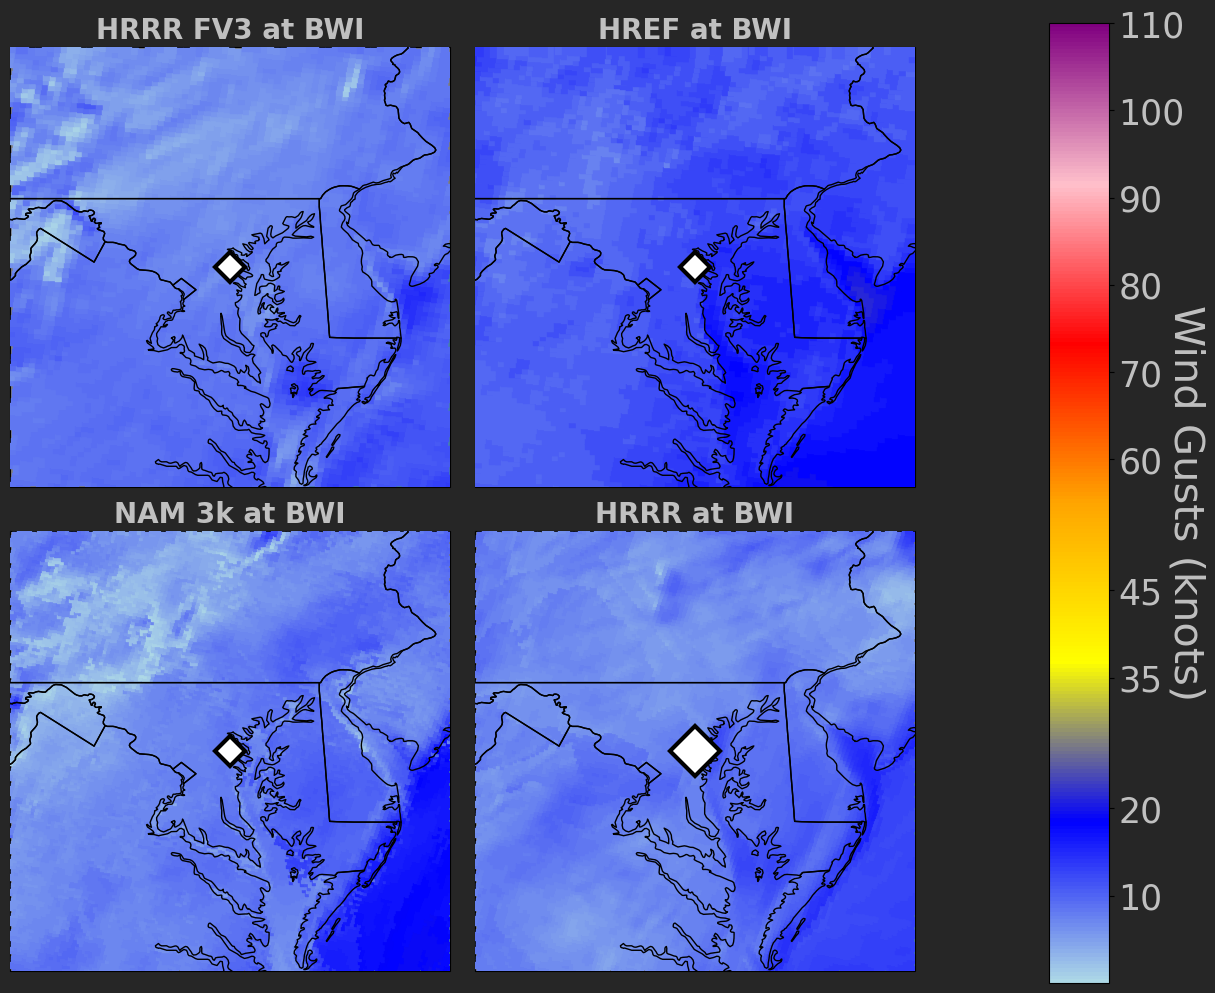 HRRR FV3 at BWI
HREF at BWI
NAM 3k at BWI
HRRR at BWI
110
100
90
80
70
60
45
35
20
10
Wind Gusts (knots)